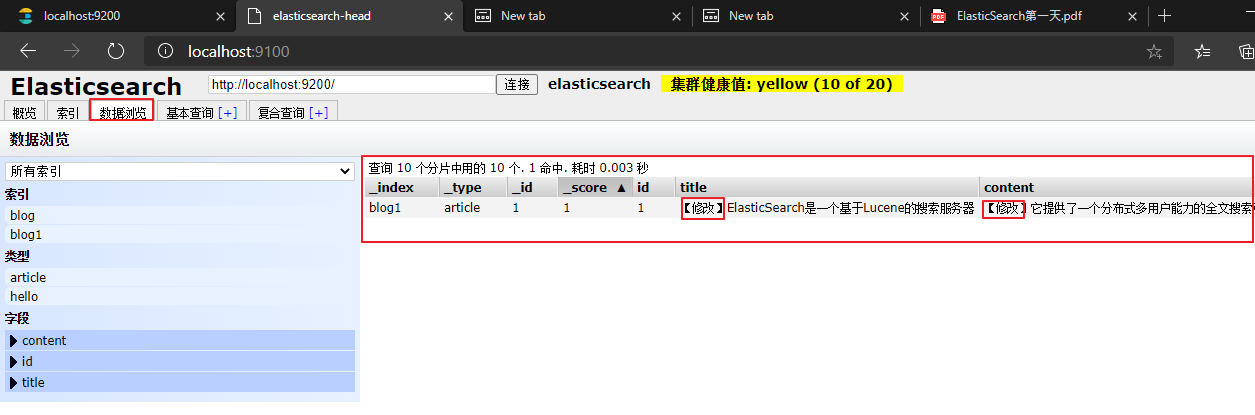 localhost:9200 elasticsearch-head New tab New tab ElasticSearch第一天.pdf
localhost:9100
Elasticsearch http://localhost:9200/ 连接 elasticsearch 集群健康值: yellow (10 of 20)
概览 索引 数据浏览 基本查询 [+] 复合查询 [+]
数据浏览
所有索引
索引
blog
blog1
类型
article
hello
字段
content
id
title
查询 10 个分片中用的 10 个. 1 命中. 耗时 0.003 秒
_index _type _id _score ▲ id title content
blog1 article 1 1 1 【修改】ElasticSearch是一个基于Lucene的搜索服务器 【修改】它提供了一个分布式多用户能力的全文搜索